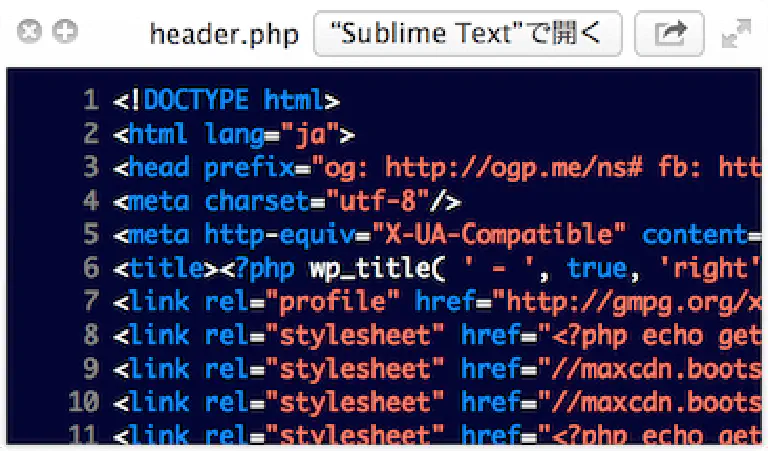 header.php “Sublime Text”で開く
1 <!DOCTYPE html>
2 <html lang="ja">
3 <head prefix="og: http://ogp.me/ns# fb: htt
4 <meta charset="utf-8"/>
5 <meta http-equiv="X-UA-Compatible" content=
6 <title><?php wp_title( ' - ', true, 'right'
7 <link rel="profile" href="http://gmpg.org/x
8 <link rel="stylesheet" href="<?php echo get
9 <link rel="stylesheet" href="//maxcdn.boots
10 <link rel="stylesheet" href="//maxcdn.boots
11 <link rel="stylesheet" href="<?php echo get